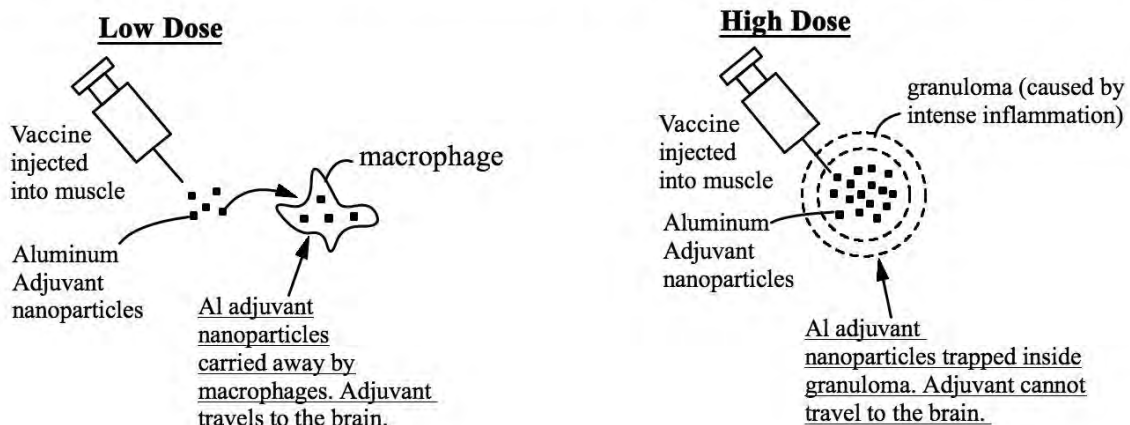 Low Dose
Vaccine
injected
into muscle
macrophage
Aluminum
Adjuvant
nanoparticles
Al adjuvant
nanoparticles
carried away by
macrophages. Adjuvant
travels to the brain.
High Dose
granuloma (caused by
intense inflammation)
Vaccine
injected
into muscle
Aluminum
Adjuvant
nanoparticles
Al adjuvant
nanoparticles trapped inside
granuloma. Adjuvant cannot
travel to the brain.